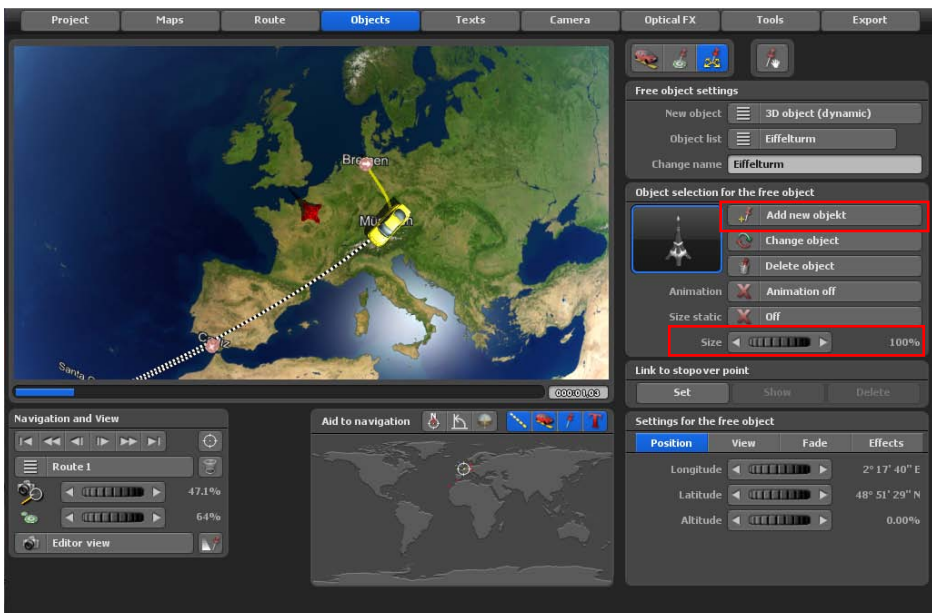 Project Maps Route Objects Texts Camera Optical FX Tools Export
Bremen
000:01,03
Free object settings
New object 3D object (dynamic)
Object list Eiffelturm
Change name Eiffelturm
Object selection for the free object
Add new objekt
Change object
Delete object
Animation Animation off
Size static Off
Size 100%
Link to stopover point
Set Show Delete
Navigation and View
Route 1
47.1%
64%
Editor view
Aid to navigation
N
Settings for the free object
Position View Fade Effects
Longitude 2° 17' 40" E
Latitude 48° 51' 29" N
Altitude 0.00%